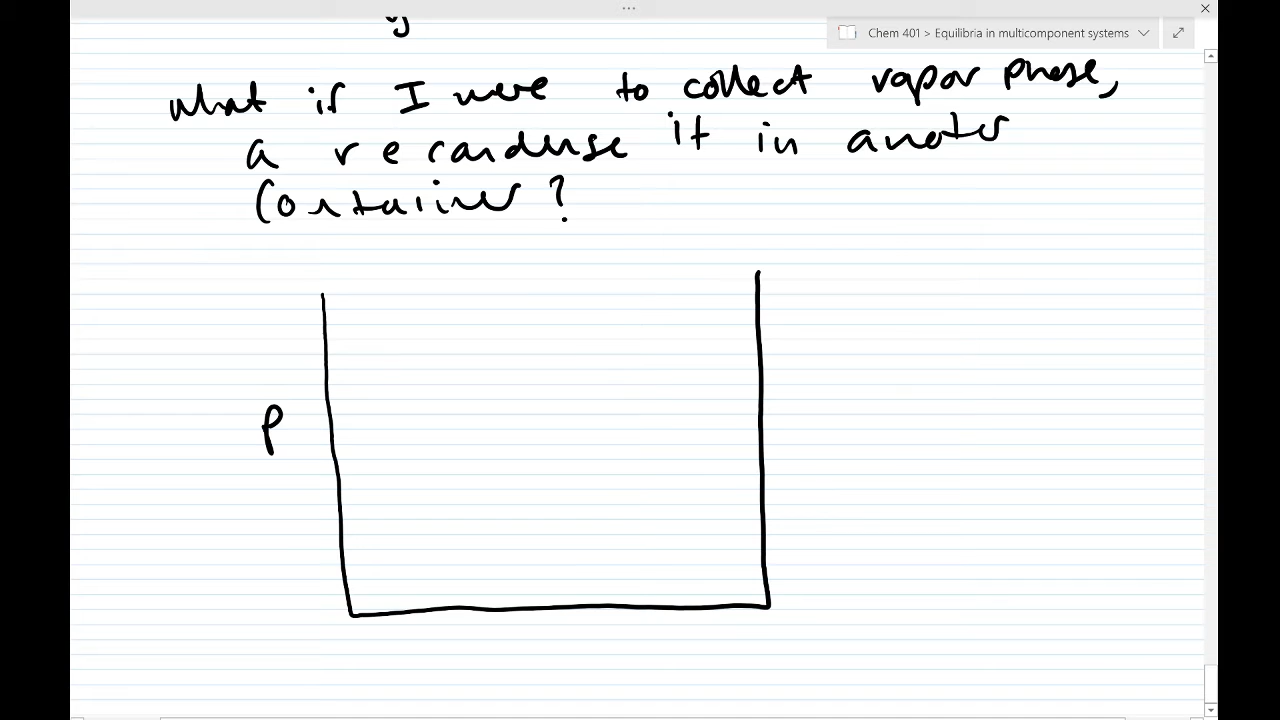 Chem 401 > Equilibria in multicomponent systems
what if I were to collect vapor phase,
a recondense it in another
container?
P